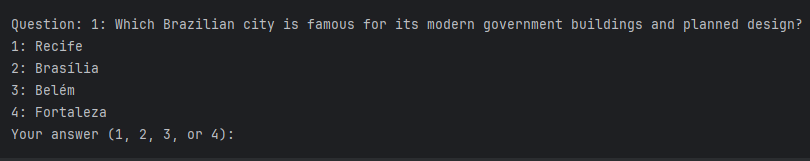 Question: 1: Which Brazilian city is famous for its modern government buildings and planned design?
1: Recife
2: Brasília
3: Belém
4: Fortaleza
Your answer (1, 2, 3, or 4):